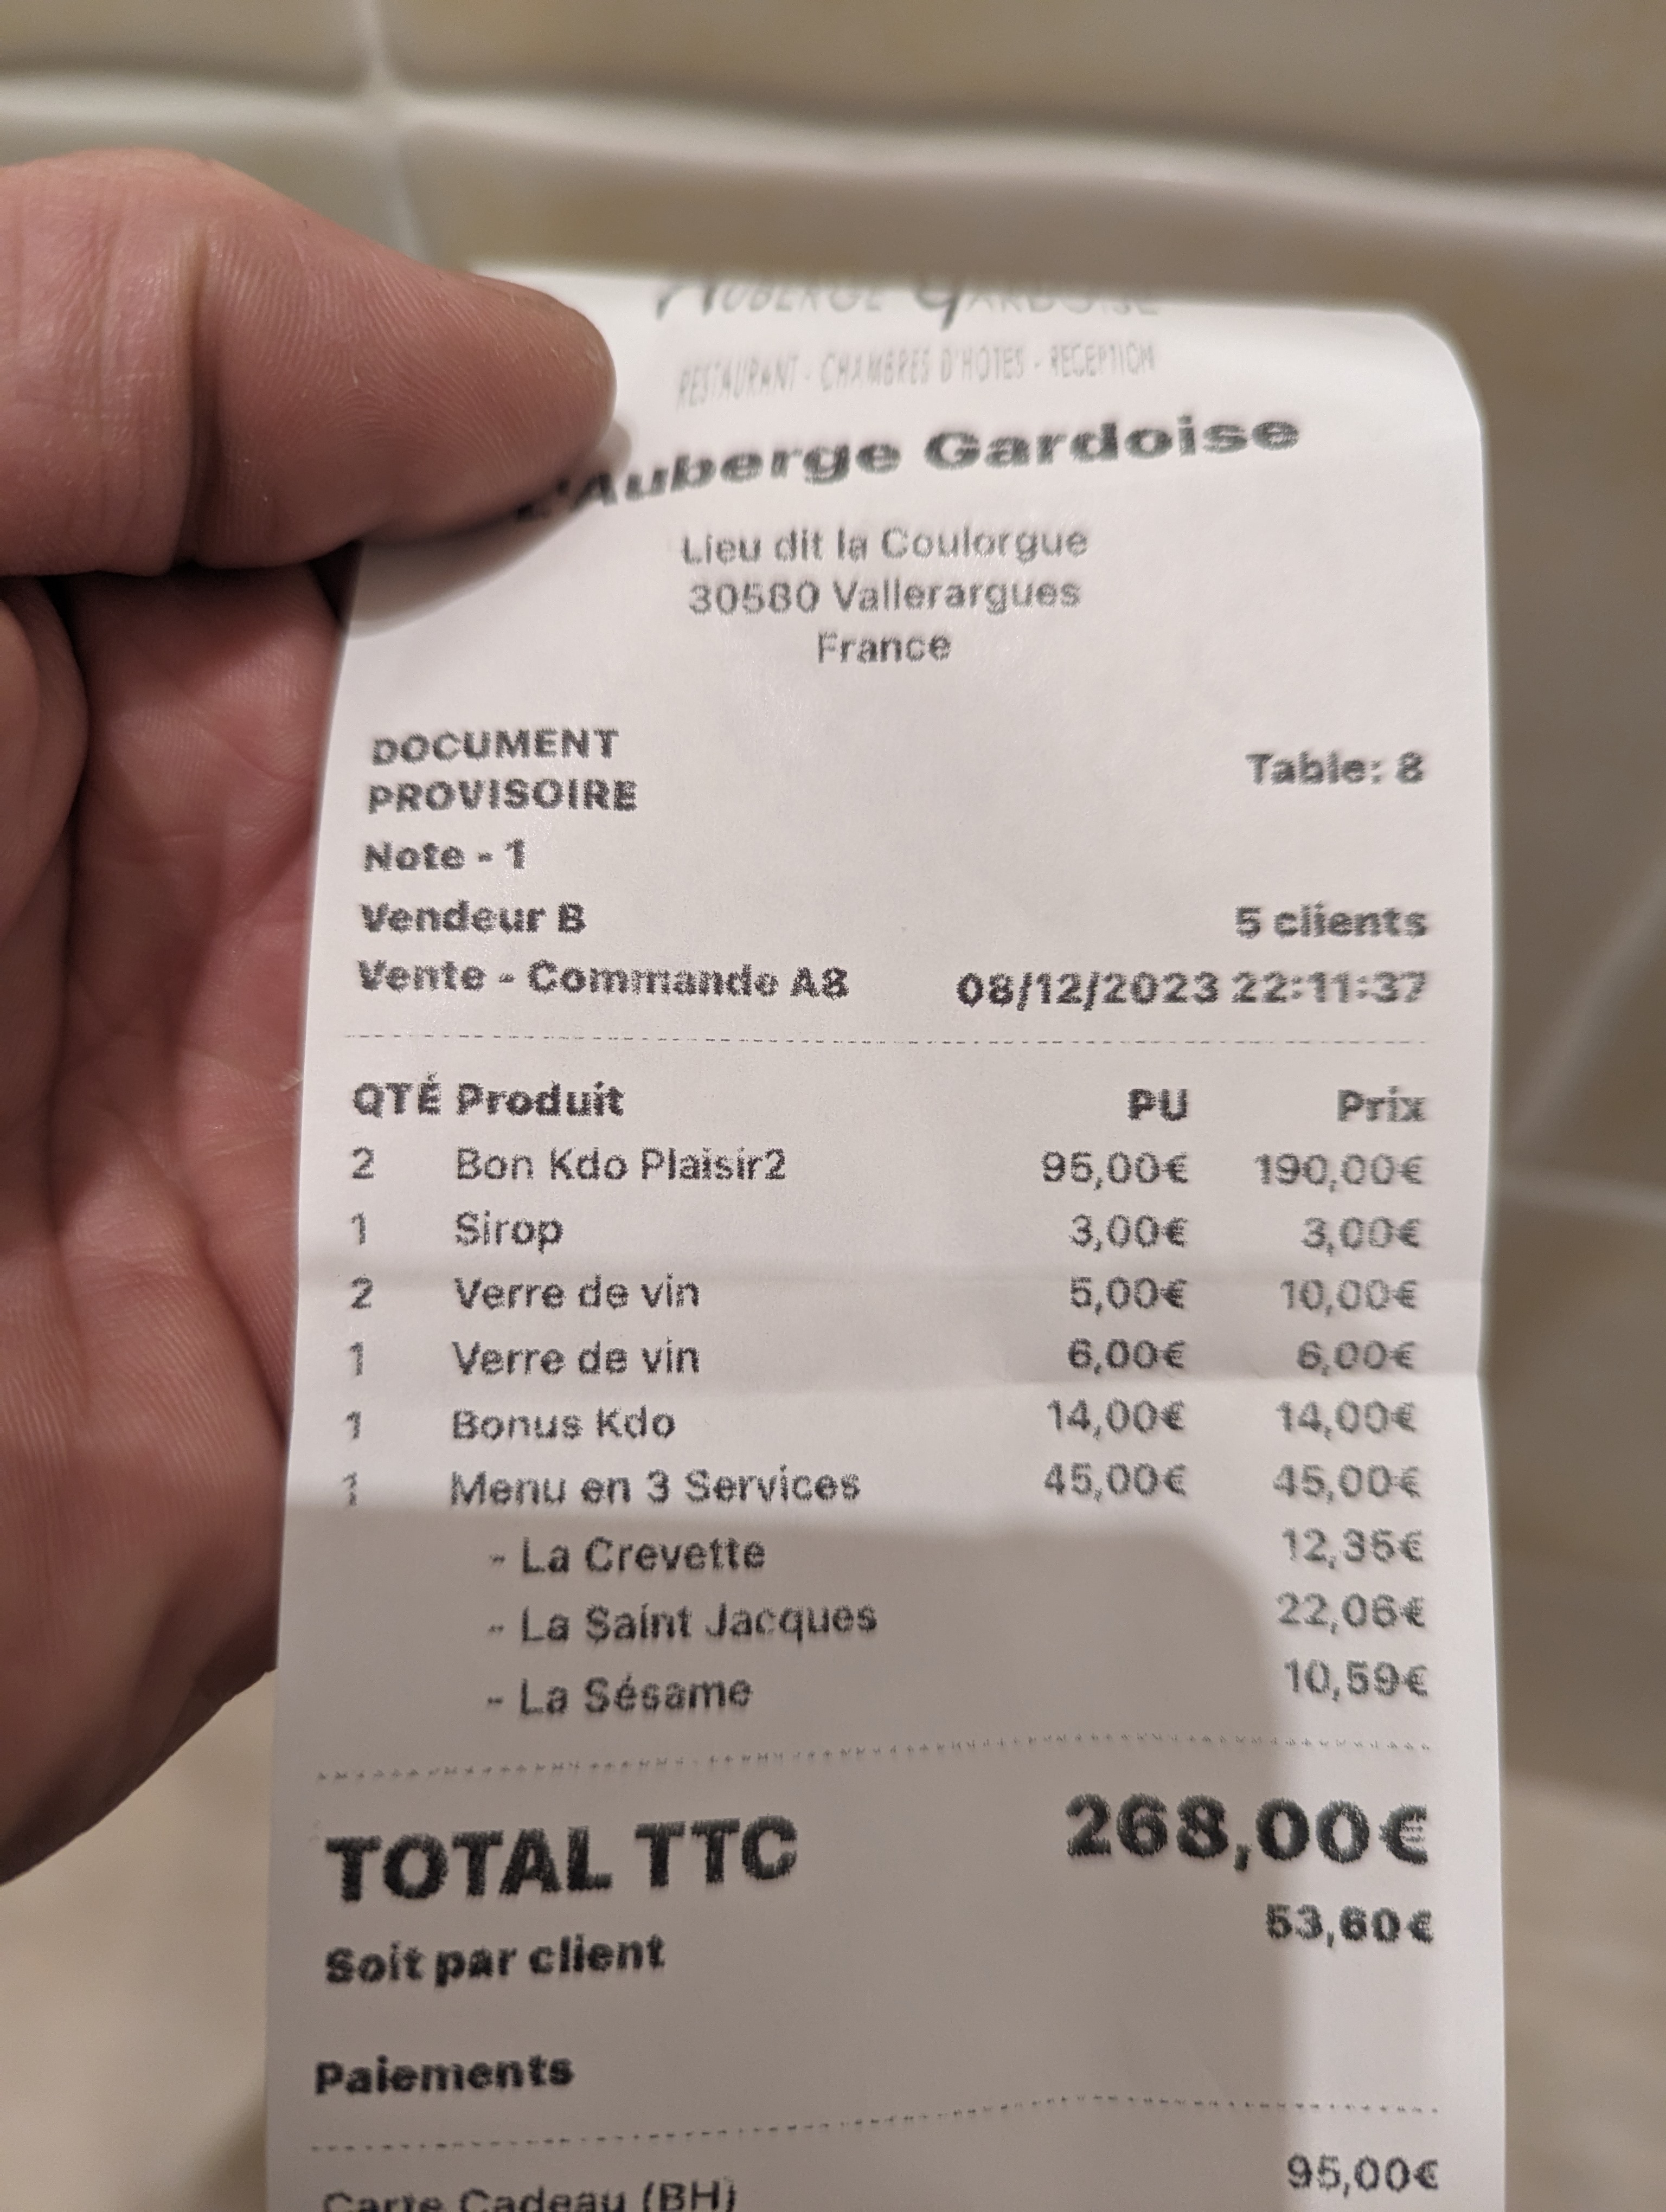 AUBERGE GARDOISE
RESTAURANT - CHAMBRES D'HOTES - RECEPTION
L'Auberge Gardoise
Lieu dit la Coulorgue
30580 Vallerargues
France
DOCUMENT
PROVISOIRE
Table: 8
Note - 1
Vendeur B 5 clients
Vente - Commande A8 08/12/2023 22:11:37
QTÉ Produit PU Prix
2 Bon Kdo Plaisir2 95,00€ 190,00€
1 Sirop 3,00€ 3,00€
2 Verre de vin 5,00€ 10,00€
1 Verre de vin 6,00€ 6,00€
1 Bonus Kdo 14,00€ 14,00€
1 Menu en 3 Services 45,00€ 45,00€
- La Crevette 12,35€
- La Saint Jacques 22,06€
- La Sésame 10,59€
TOTAL TTC 268,00€
Soit par client 53,60€
Paiements
Carte Cadeau (BH) 95,00€